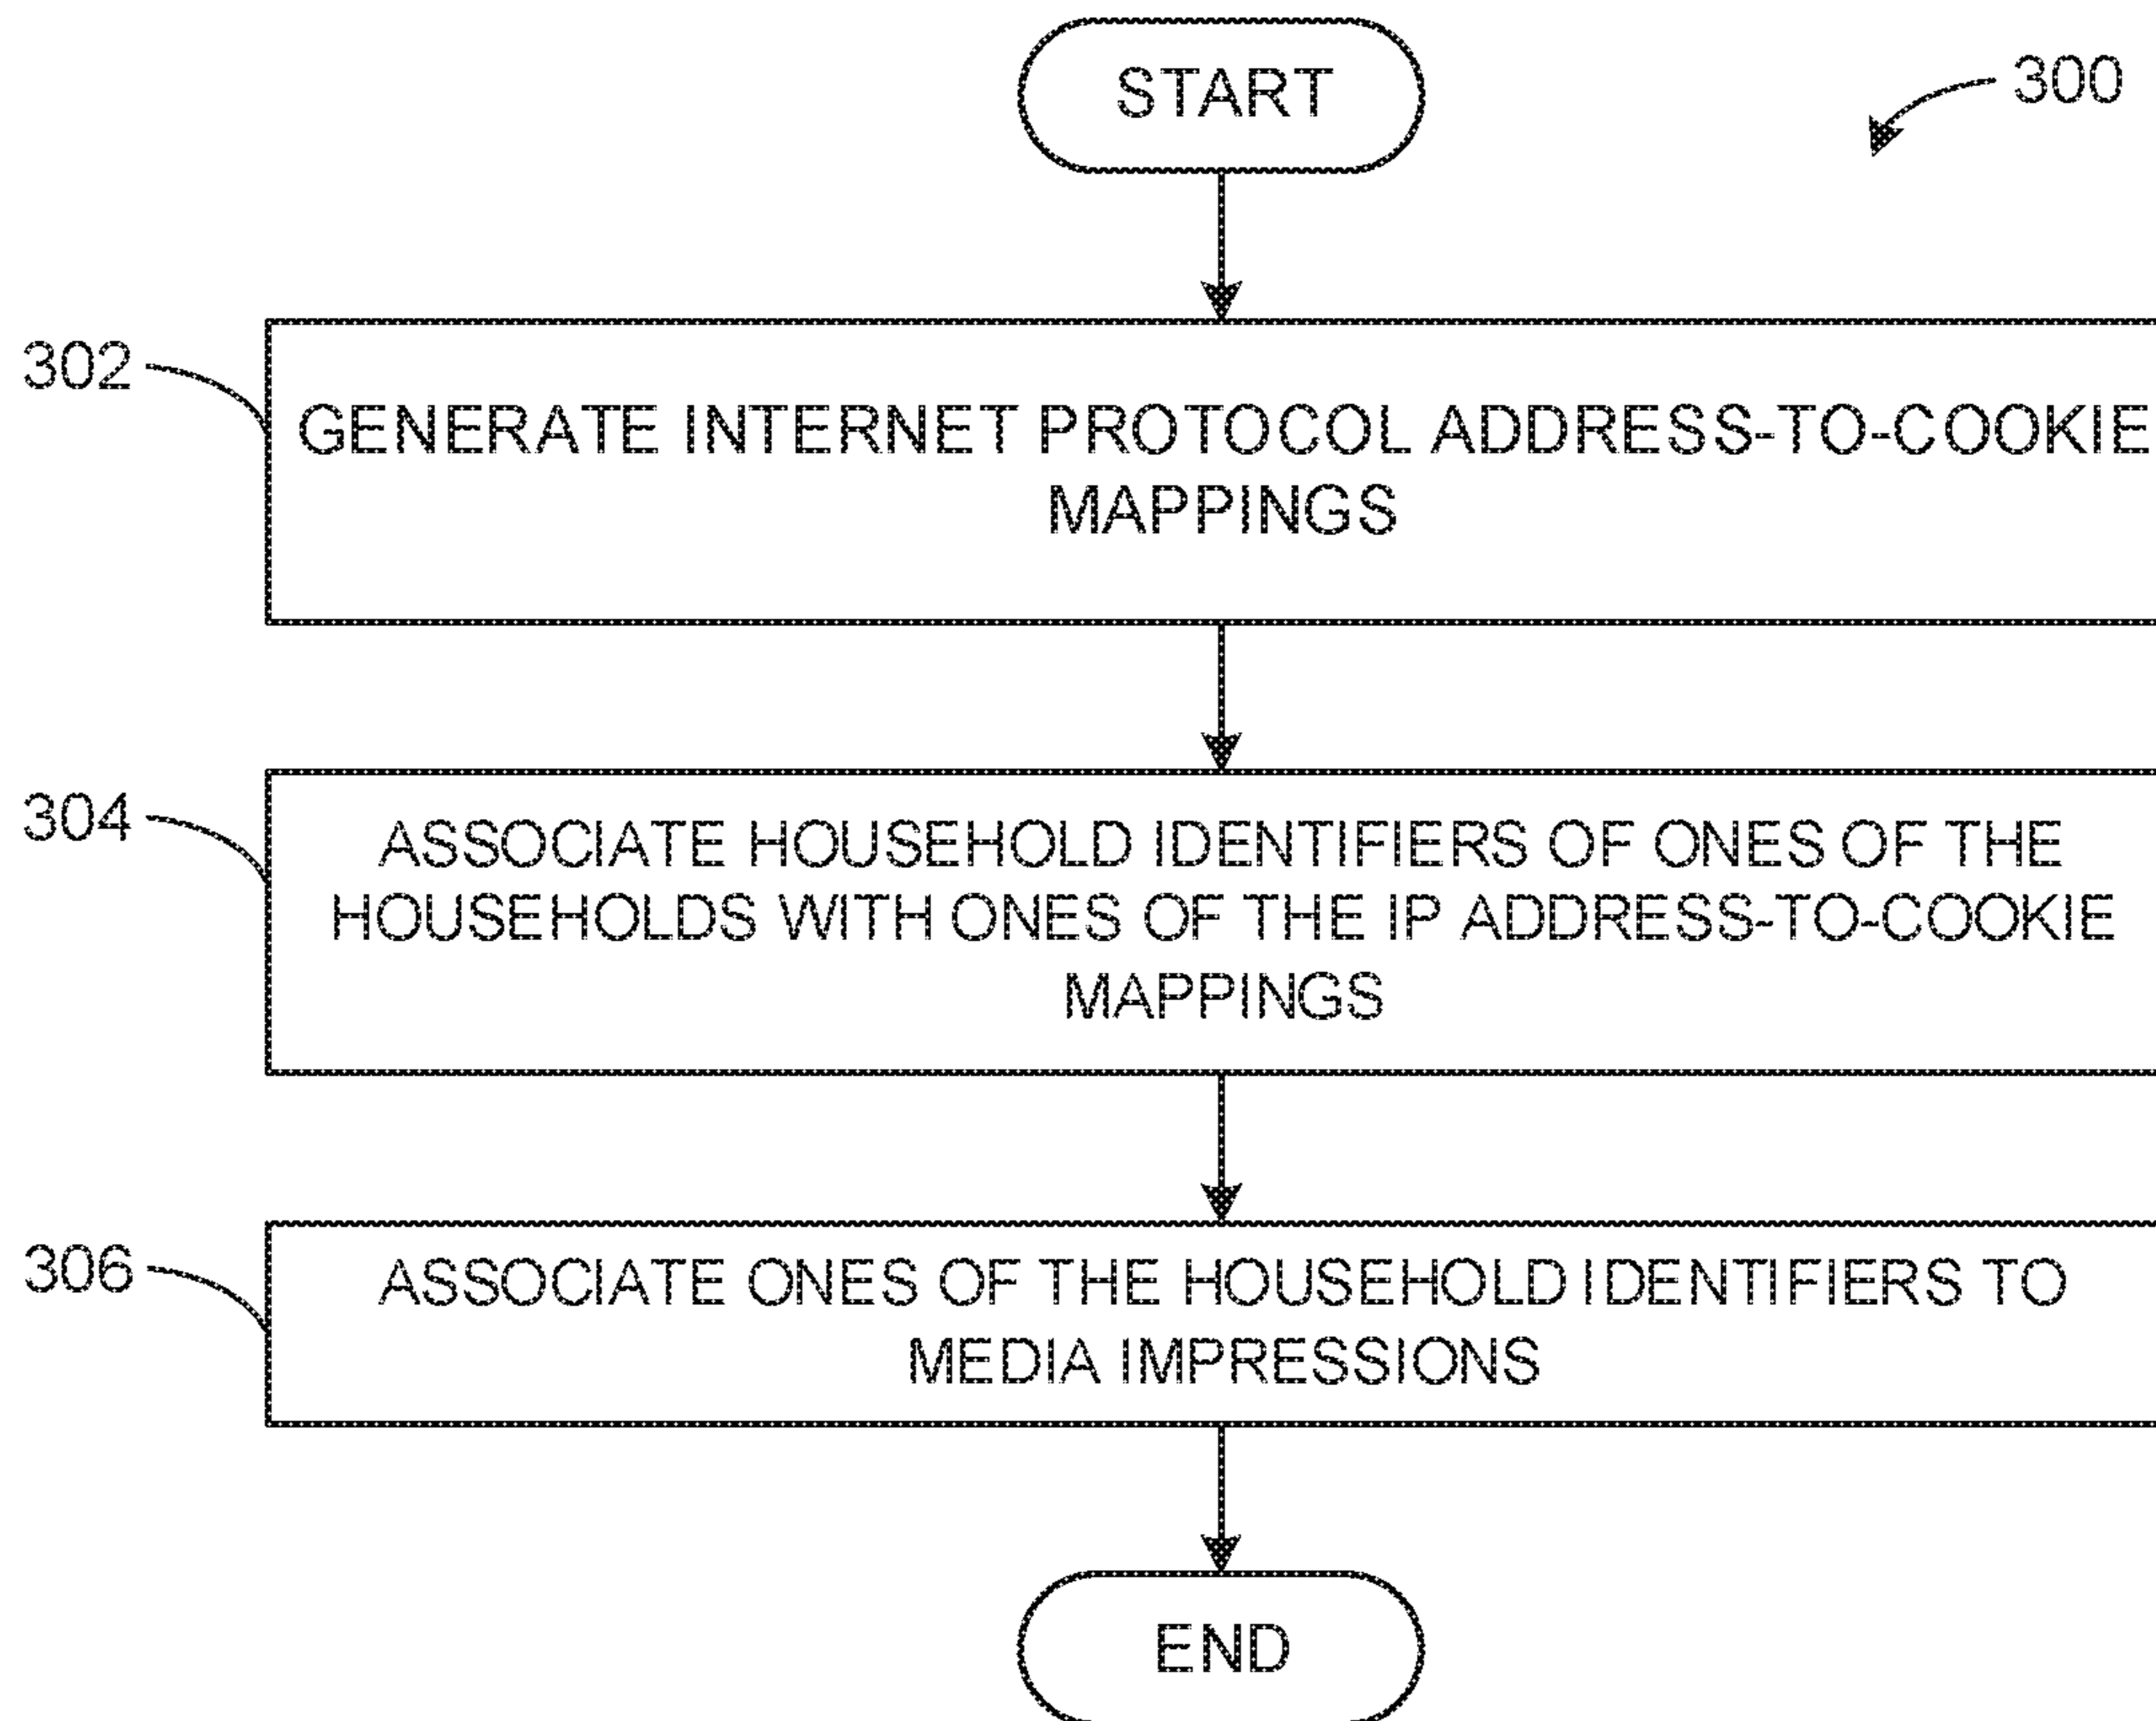 START
300
302
GENERATE INTERNET PROTOCOL ADDRESS-TO-COOKIE
MAPPINGS
304
ASSOCIATE HOUSEHOLD IDENTIFIERS OF ONES OF THE
HOUSEHOLDS WITH ONES OF THE IP ADDRESS-TO-COOKIE
MAPPINGS
306
ASSOCIATE ONES OF THE HOUSEHOLD IDENTIFIERS TO
MEDIA IMPRESSIONS
END